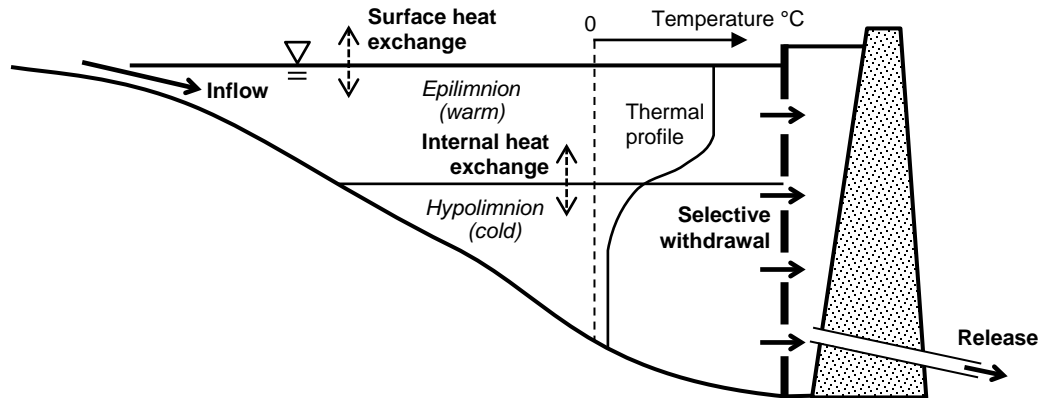 Surface heat
exchange
0
Temperature °C
Inflow
Epilimnion
(warm)
Thermal
profile
Internal heat
exchange
Hypolimnion
(cold)
Selective
withdrawal
Release